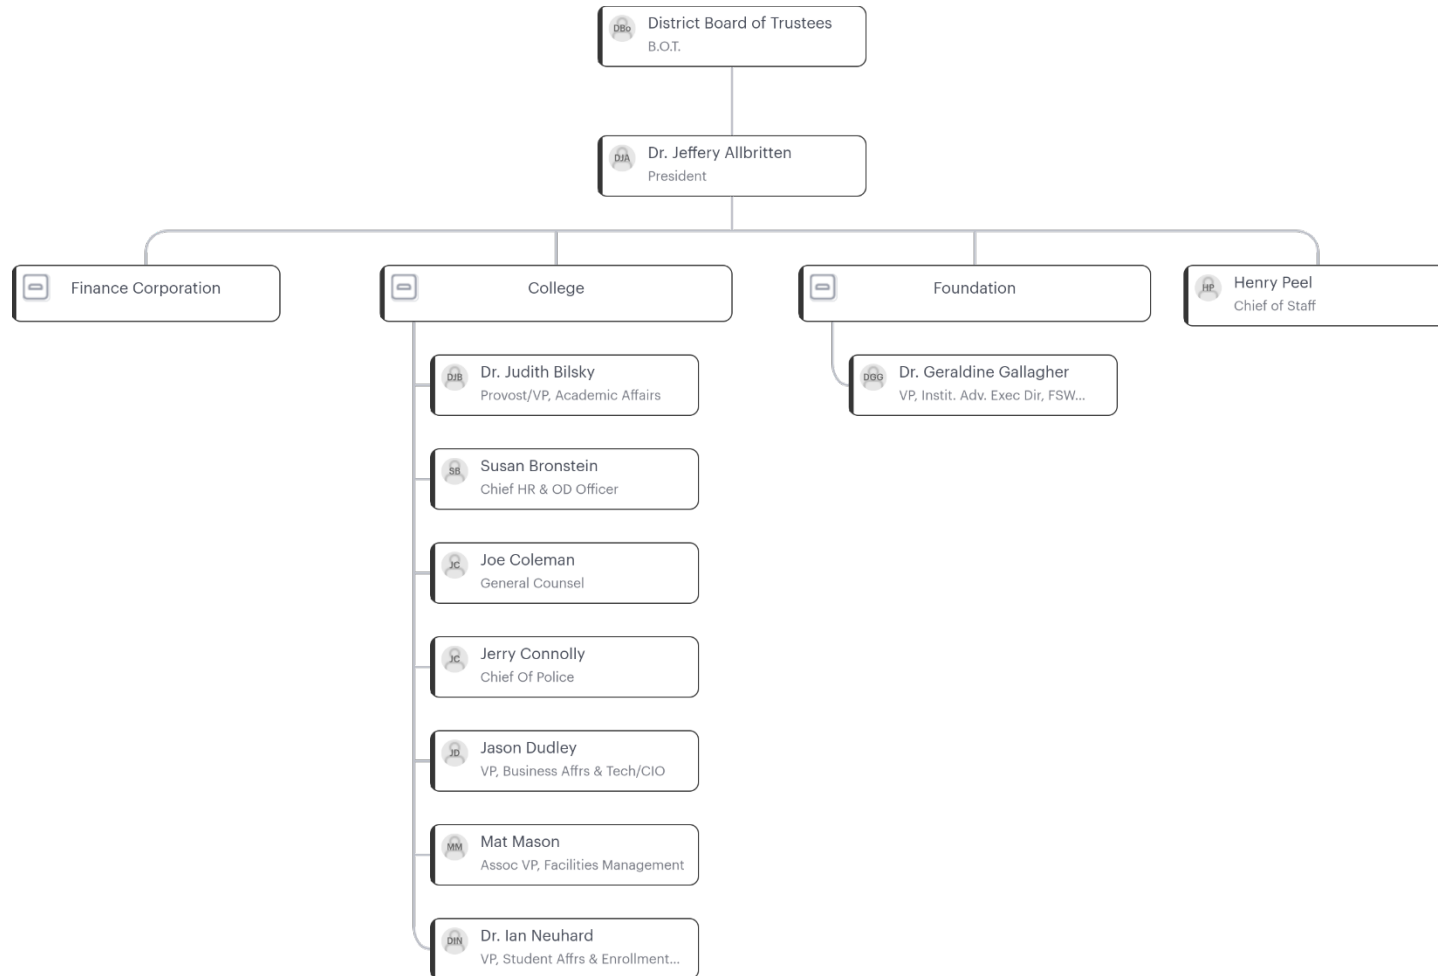 DBo
District Board of Trustees
B.O.T.
DJA
Dr. Jeffery Allbritten
President
Finance Corporation
College
Foundation
HP
Henry Peel
Chief of Staff
DJB
Dr. Judith Bilsky
Provost/VP, Academic Affairs
DGG
Dr. Geraldine Gallagher
VP, Instit. Adv. Exec Dir, FSW...
SB
Susan Bronstein
Chief HR & OD Officer
JC
Joe Coleman
General Counsel
JC
Jerry Connolly
Chief Of Police
JD
Jason Dudley
VP, Business Affrs & Tech/CIO
MM
Mat Mason
Assoc VP, Facilities Management
DIN
Dr. Ian Neuhard
VP, Student Affrs & Enrollment...